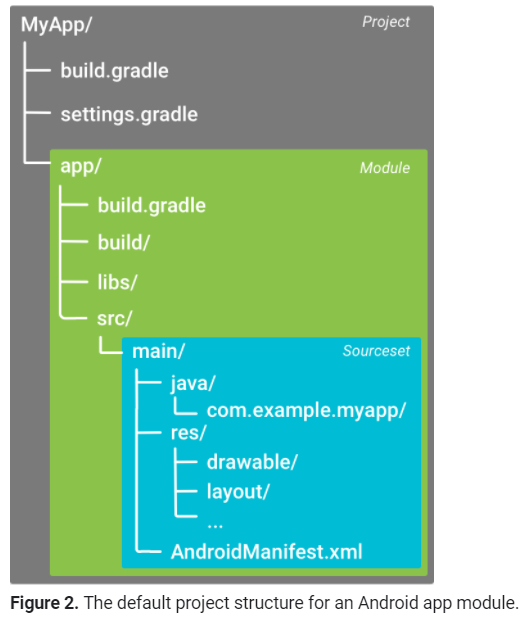 MyApp/ Project
build.gradle
settings.gradle
app/ Module
build.gradle
build/
libs/
src/
main/ Sourceset
java/
com.example.myapp/
res/
drawable/
layout/
...
AndroidManifest.xml
Figure 2. The default project structure for an Android app module.